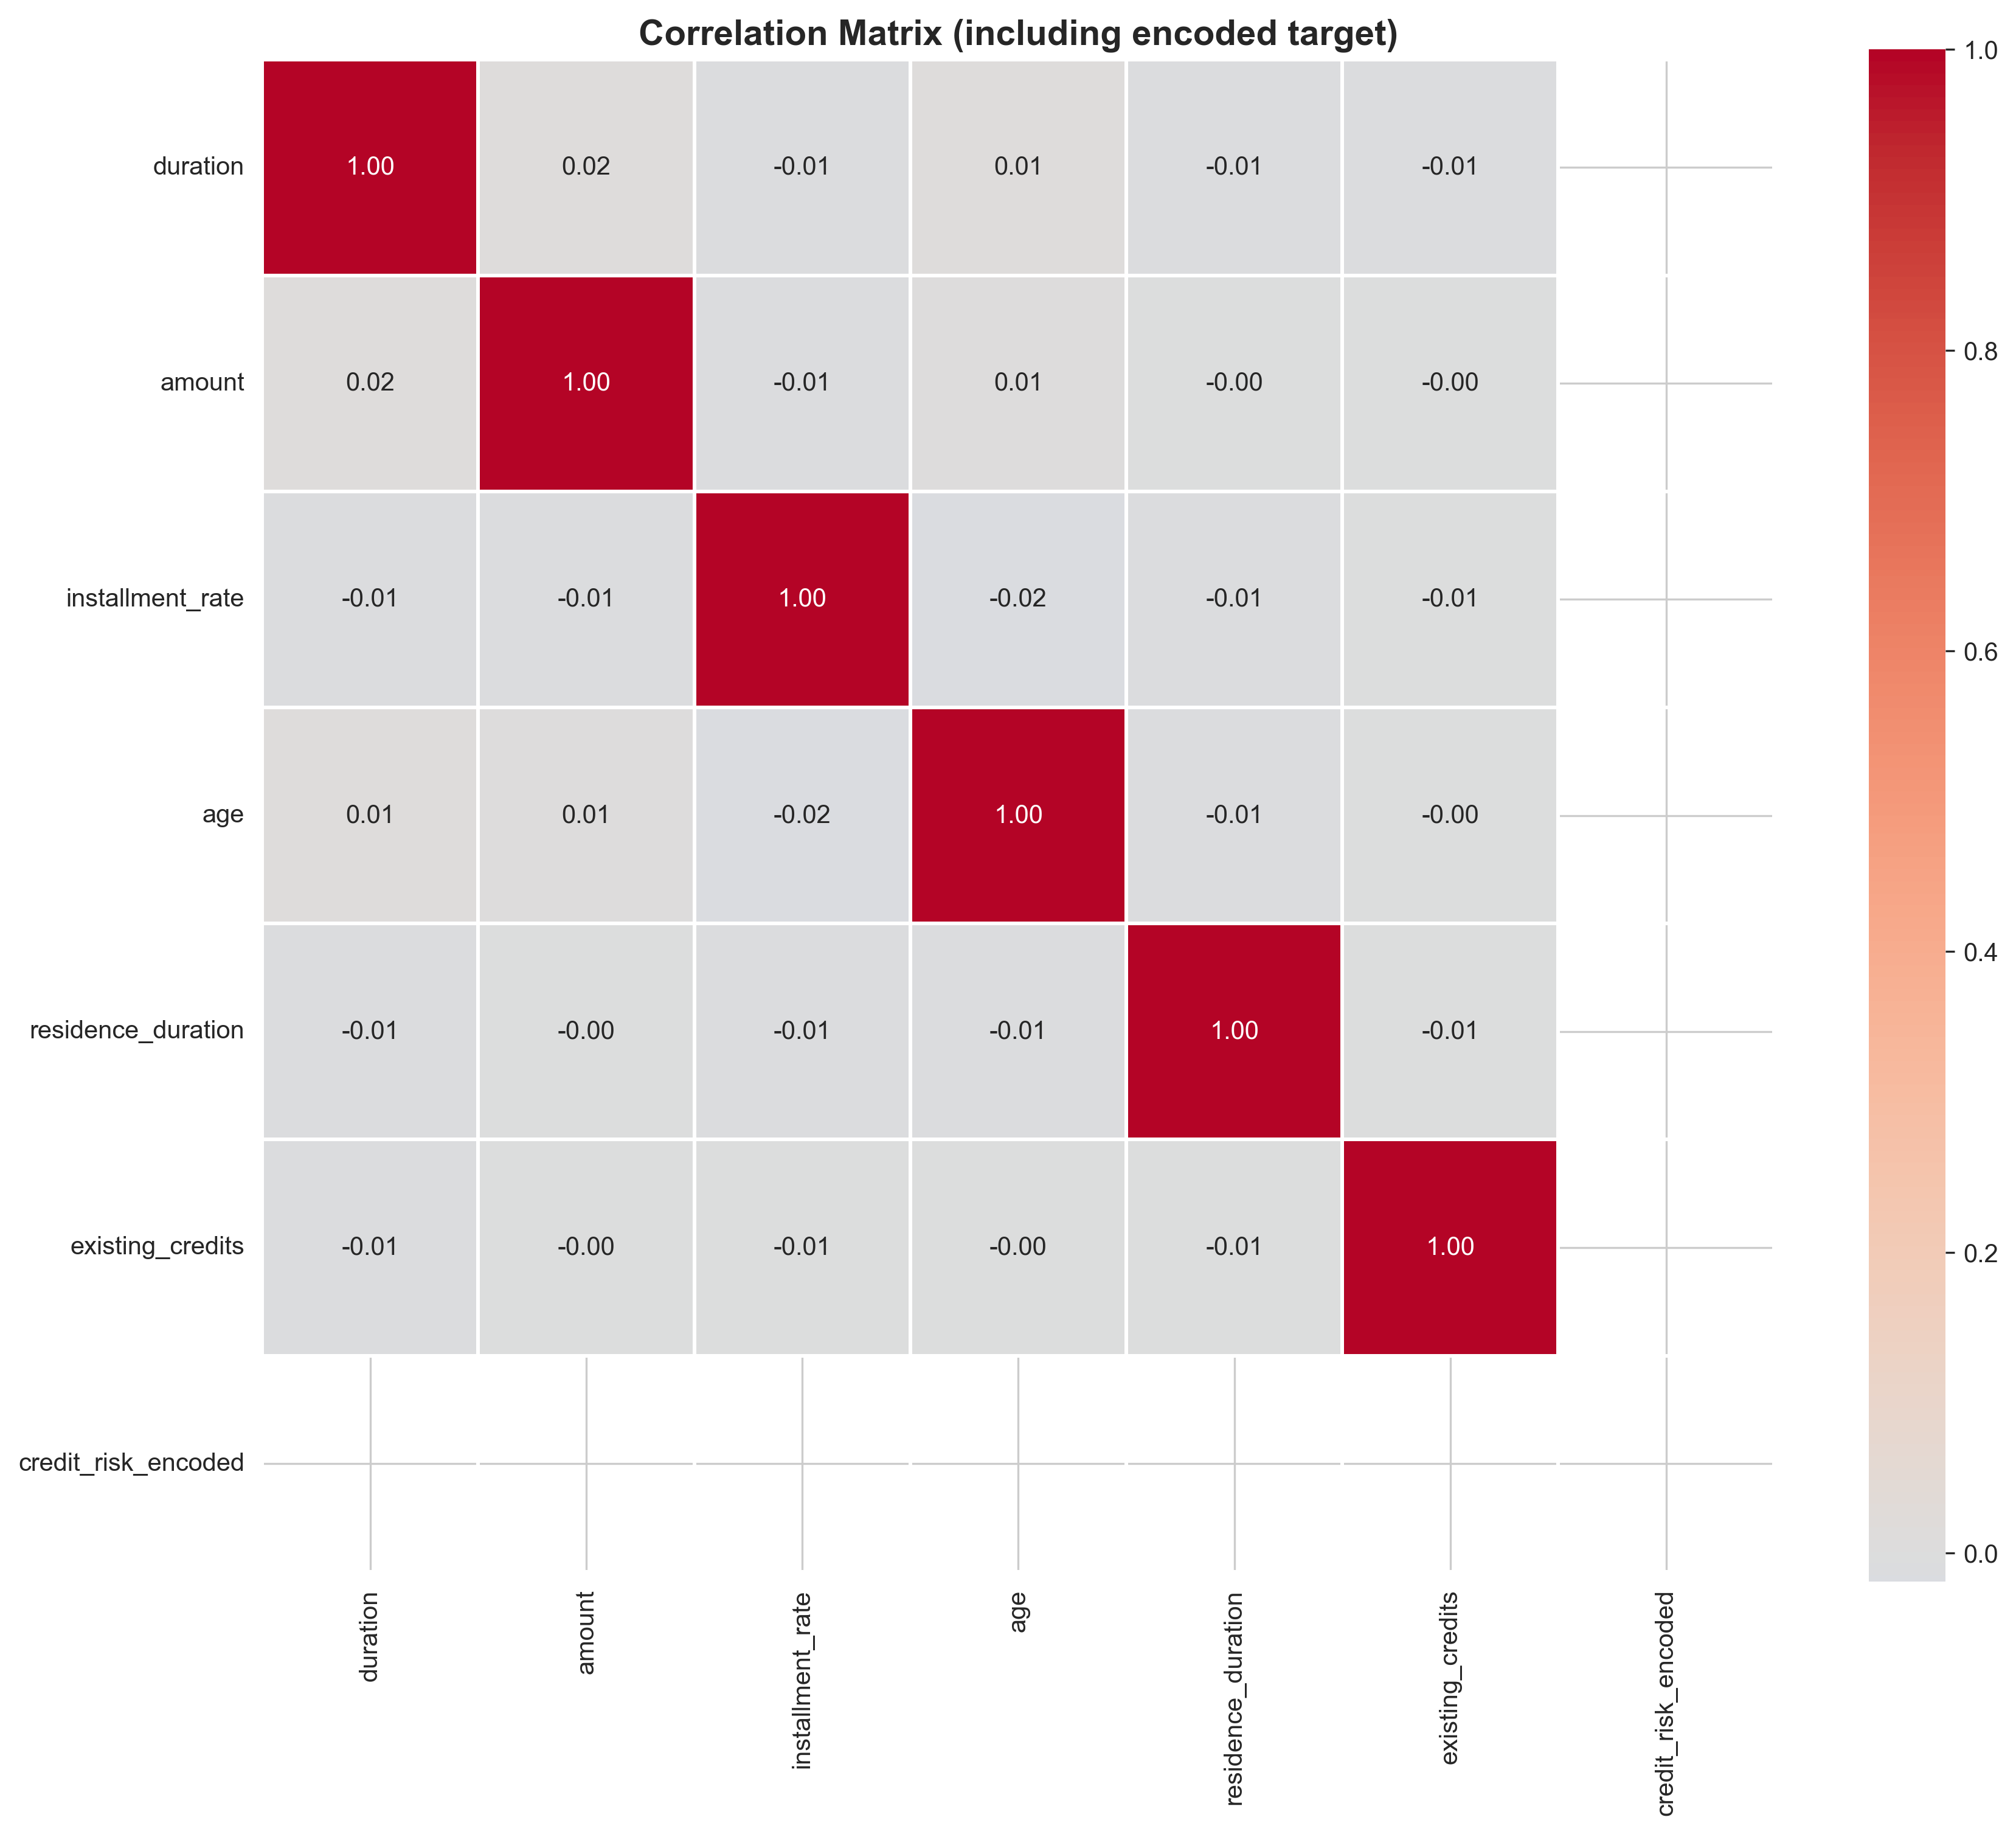 Correlation Matrix (including encoded target)
1.0
duration 1.00 0.02 -0.01 0.01 -0.01 -0.01
0.8
amount 0.02 1.00 -0.01 0.01 -0.00 -0.00
installment_rate -0.01 -0.01 1.00 -0.02 -0.01 -0.01
0.6
age 0.01 0.01 -0.02 1.00 -0.01 -0.00
0.4
residence_duration -0.01 -0.00 -0.01 -0.01 1.00 -0.01
existing_credits -0.01 -0.00 -0.01 -0.00 -0.01 1.00
0.2
credit_risk_encoded
0.0
duration
amount
installment_rate
age
residence_duration
existing_credits
credit_risk_encoded